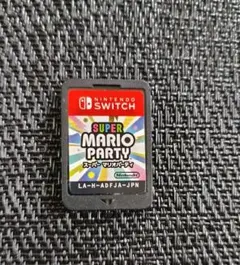 NINTENDO
SWITCH
SUPER
MARIO
PARTY
スーパー マリオパーティ
Nintendo
LA-H-ADFJA-JPN